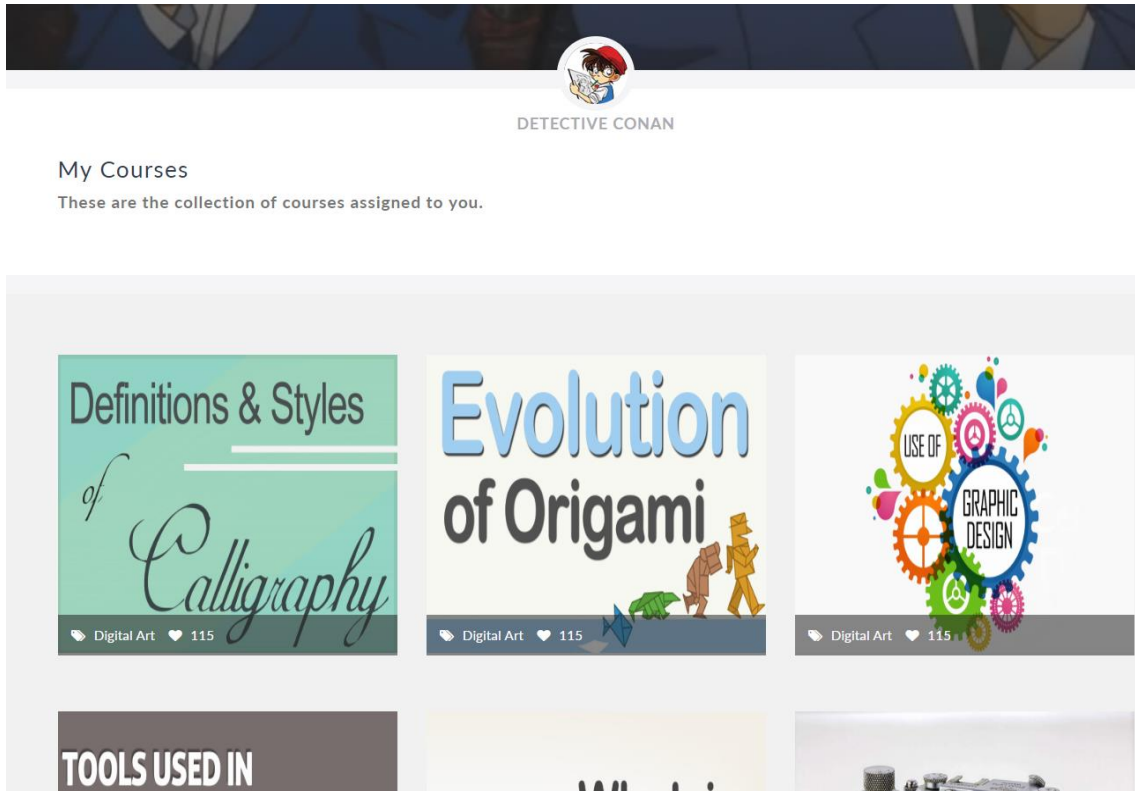 DETECTIVE CONAN
My Courses
These are the collection of courses assigned to you.
Definitions & Styles
of
Calligraphy
Digital Art 115
Evolution
of Origami
Digital Art 115
USE OF
GRAPHIC
DESIGN
Digital Art 115
TOOLS USED IN